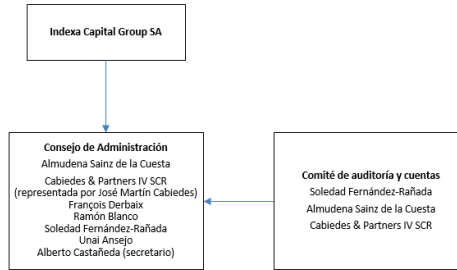 Indexa Capital Group SA
Consejo de Administración
Almudena Sainz de la Cuesta
Cabiedes & Partners IV SCR
(representada por José Martín Cabiedes)
François Derbaix
Ramón Blanco
Soledad Fernández-Rañada
Unai Ansejo
Alberto Castañeda (secretario)
Comité de auditoría y cuentas
Soledad Fernández-Rañada
Almudena Sainz de la Cuesta
Cabiedes & Partners IV SCR